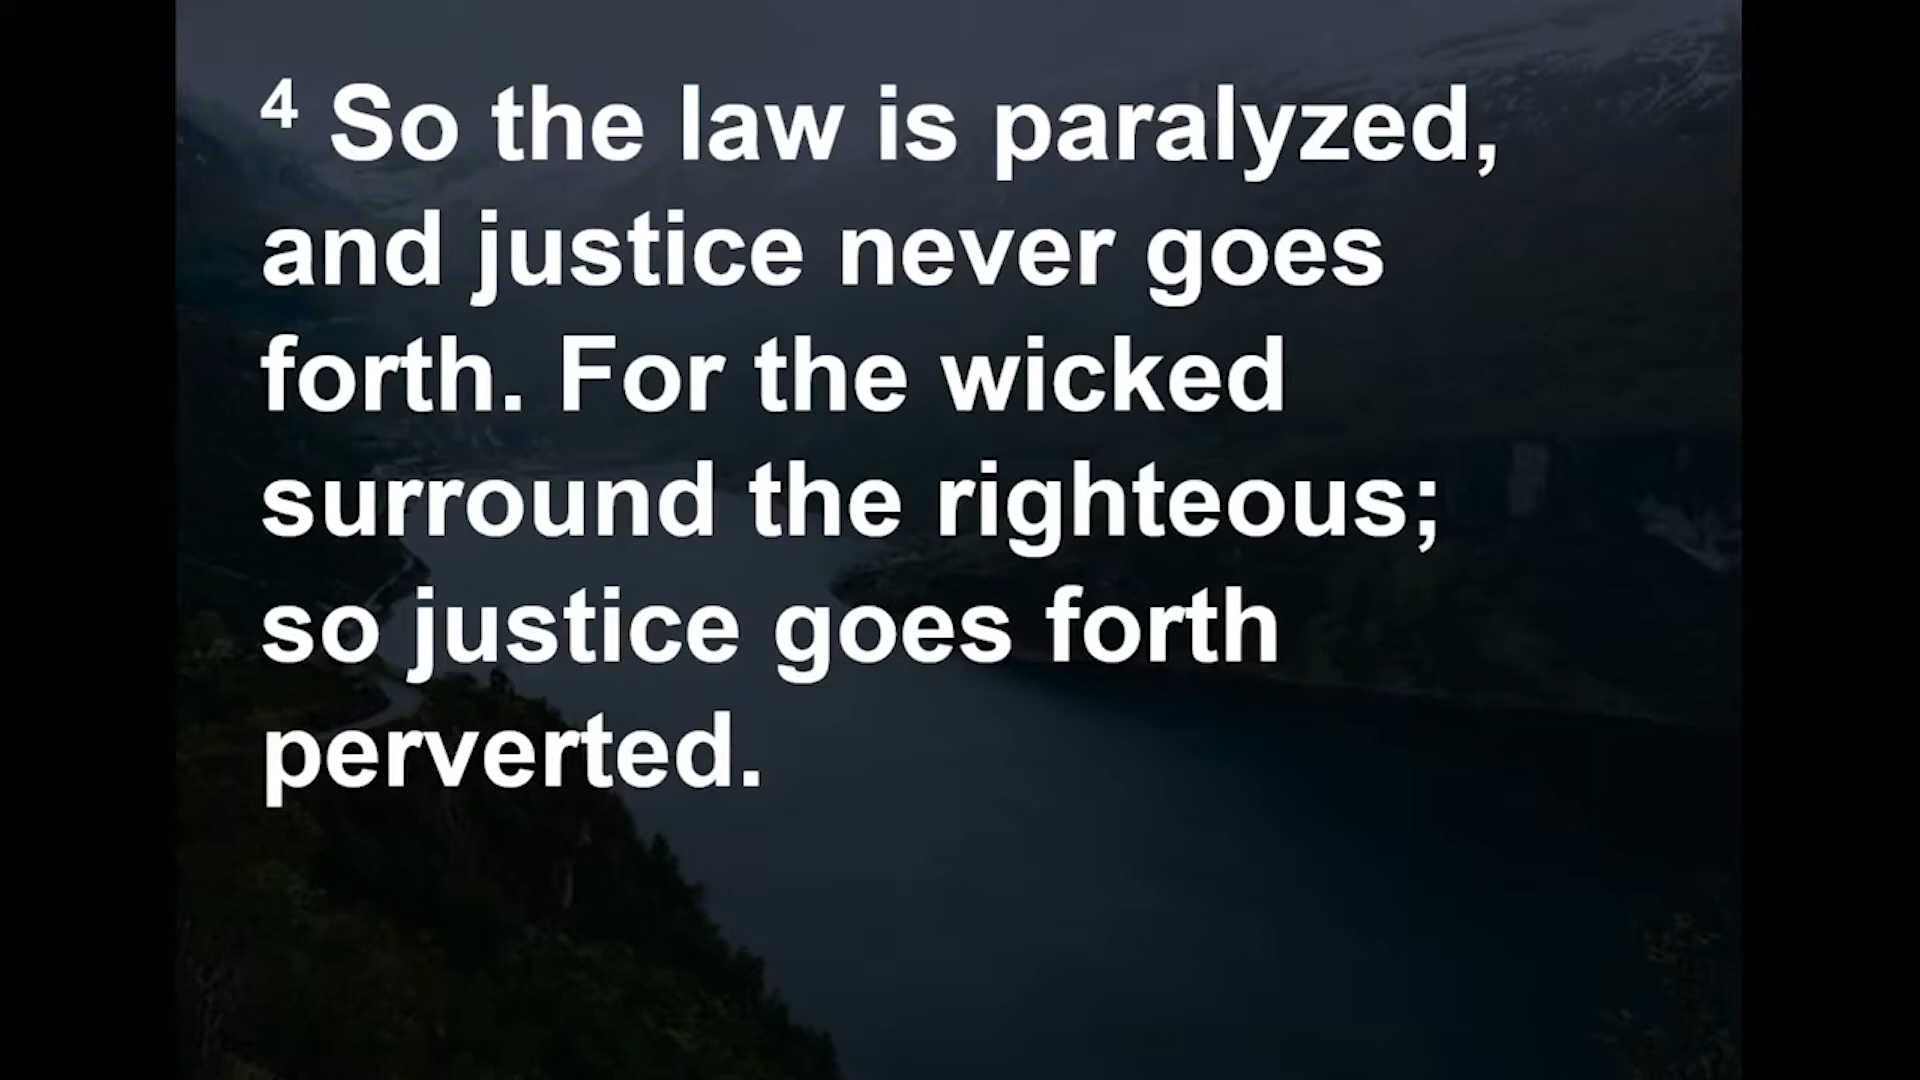 4 So the law is paralyzed,
and justice never goes
forth. For the wicked
surround the righteous;
so justice goes forth
perverted.